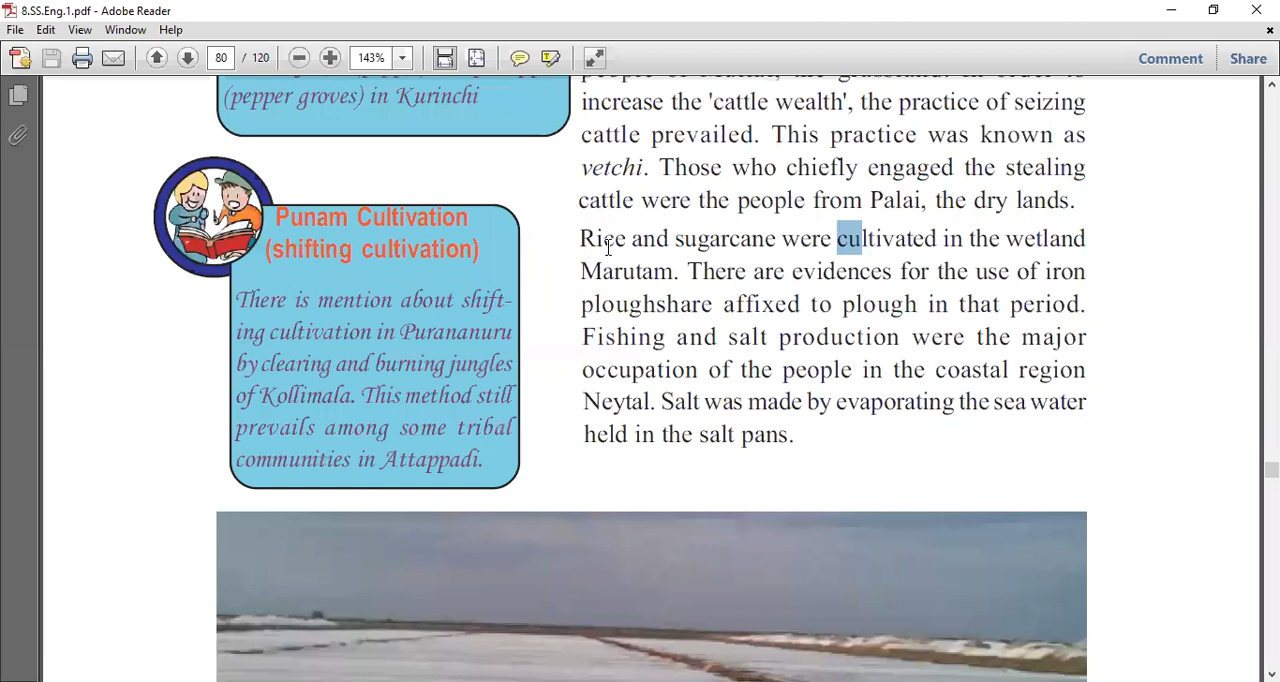 8.SS.Eng.1.pdf - Adobe Reader
File Edit View Window Help
80 / 120 143% Comment Share
(pepper groves) in Kurinchi
Punam Cultivation
(shifting cultivation)
There is mention about shift-
ing cultivation in Purananuru
by clearing and burning jungles
of Kollimala. This method still
prevails among some tribal
communities in Attappadi.
increase the 'cattle wealth', the practice of seizing
cattle prevailed. This practice was known as
vetchi. Those who chiefly engaged the stealing
cattle were the people from Palai, the dry lands.
Rice and sugarcane were cultivated in the wetland
Marutam. There are evidences for the use of iron
ploughshare affixed to plough in that period.
Fishing and salt production were the major
occupation of the people in the coastal region
Neytal. Salt was made by evaporating the sea water
held in the salt pans.